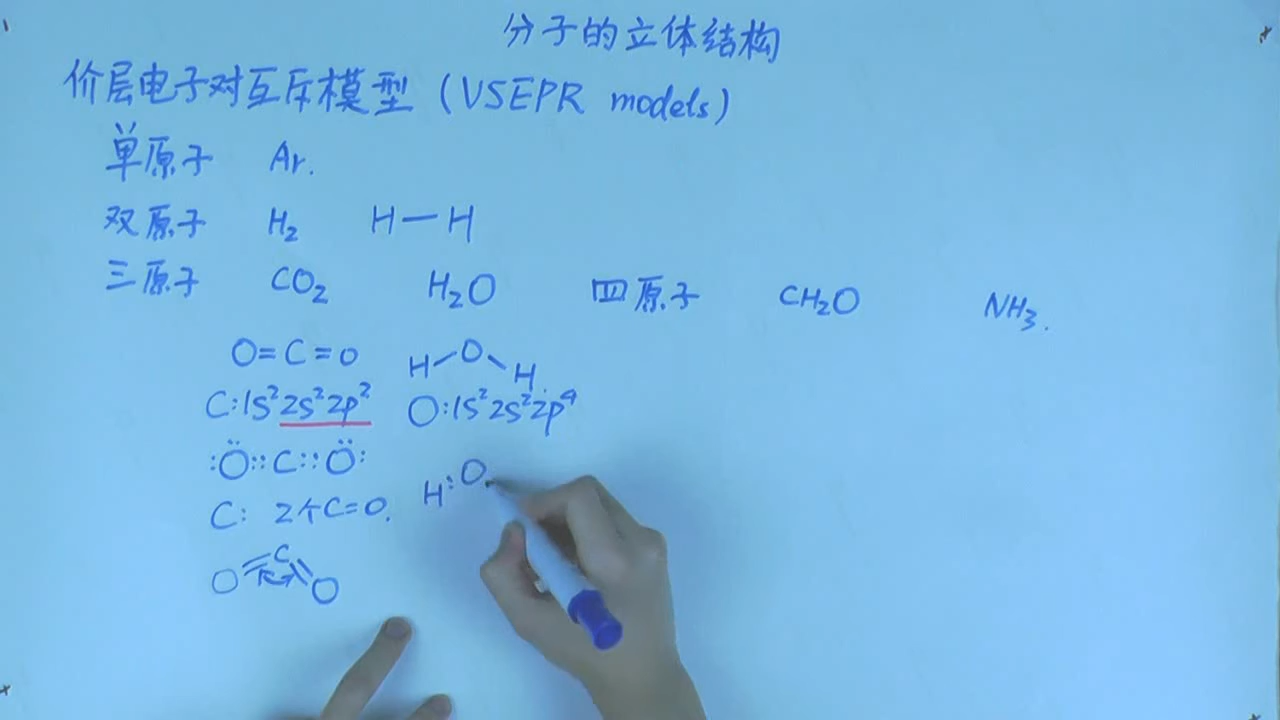 分子的立体结构
价层电子对互斥模型 (VSEPR models)
单原子 Ar.
双原子 H₂ H—H
三原子 CO₂ H₂O 四原子 CH₂O NH₃.
O=C=O H—O—H
C:1s²2s²2p² O:1s²2s²2p⁴
:Ö::C::Ö: H:O
C: 2个C=O.
O=C=O